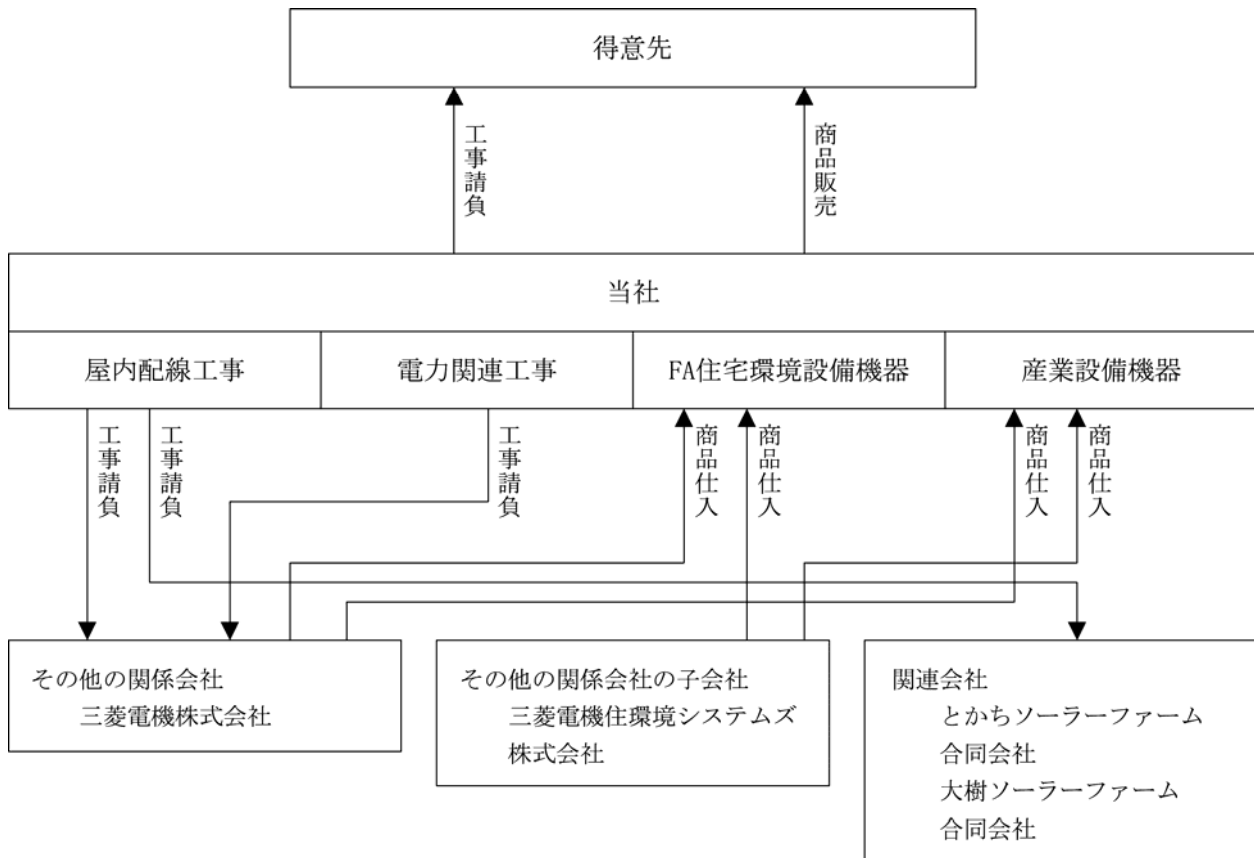 得意先
工事請負
商品販売
当社
屋内配線工事
電力関連工事
FA住宅環境設備機器
産業設備機器
工事請負
工事請負
工事請負
商品仕入
商品仕入
商品仕入
商品仕入
その他の関係会社
三菱電機株式会社
その他の関係会社の子会社
三菱電機住環境システムズ
株式会社
関連会社
とかちソーラーファーム
合同会社
大樹ソーラーファーム
合同会社